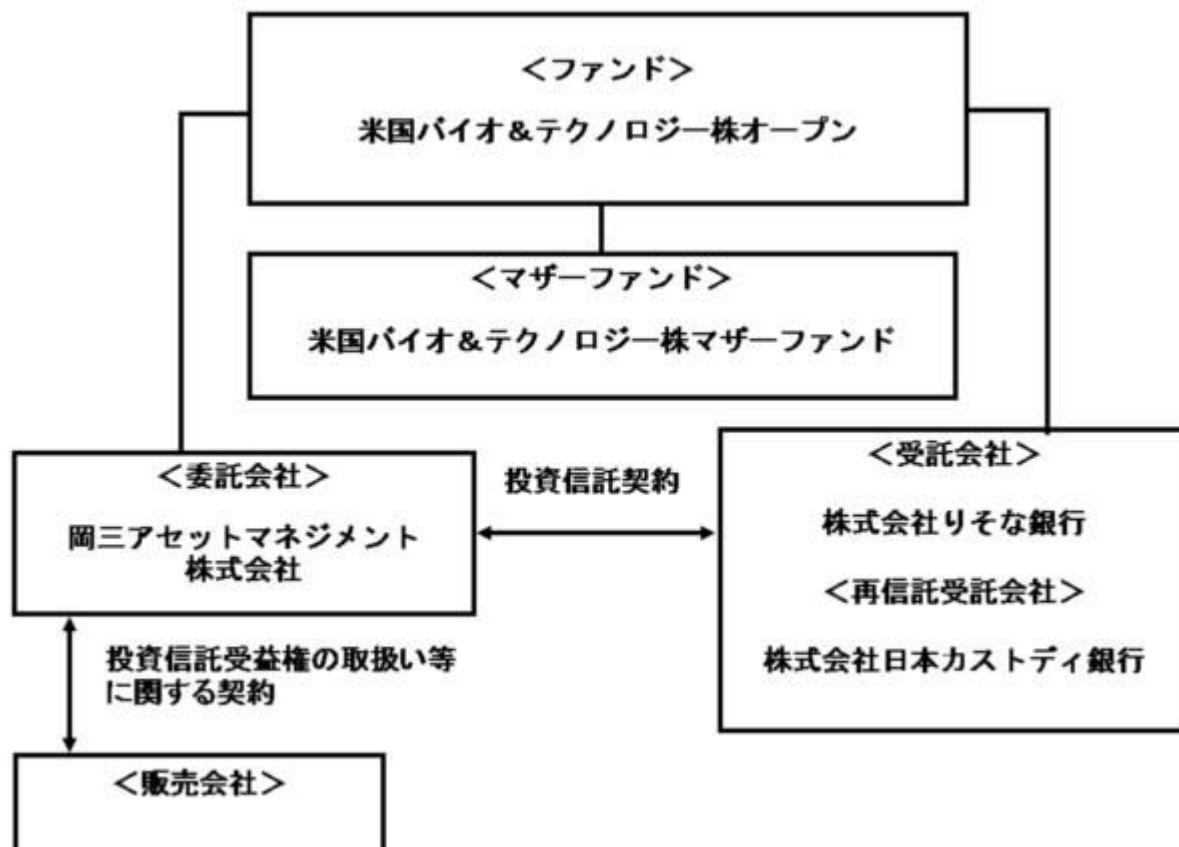 ＜ファンド＞
米国バイオ＆テクノロジー株オープン
＜マザーファンド＞
米国バイオ＆テクノロジー株マザーファンド
＜委託会社＞
岡三アセットマネジメント
株式会社
投資信託契約
＜受託会社＞
株式会社りそな銀行
＜再信託受託会社＞
株式会社日本カストディ銀行
投資信託受益権の取扱い等
に関する契約
＜販売会社＞